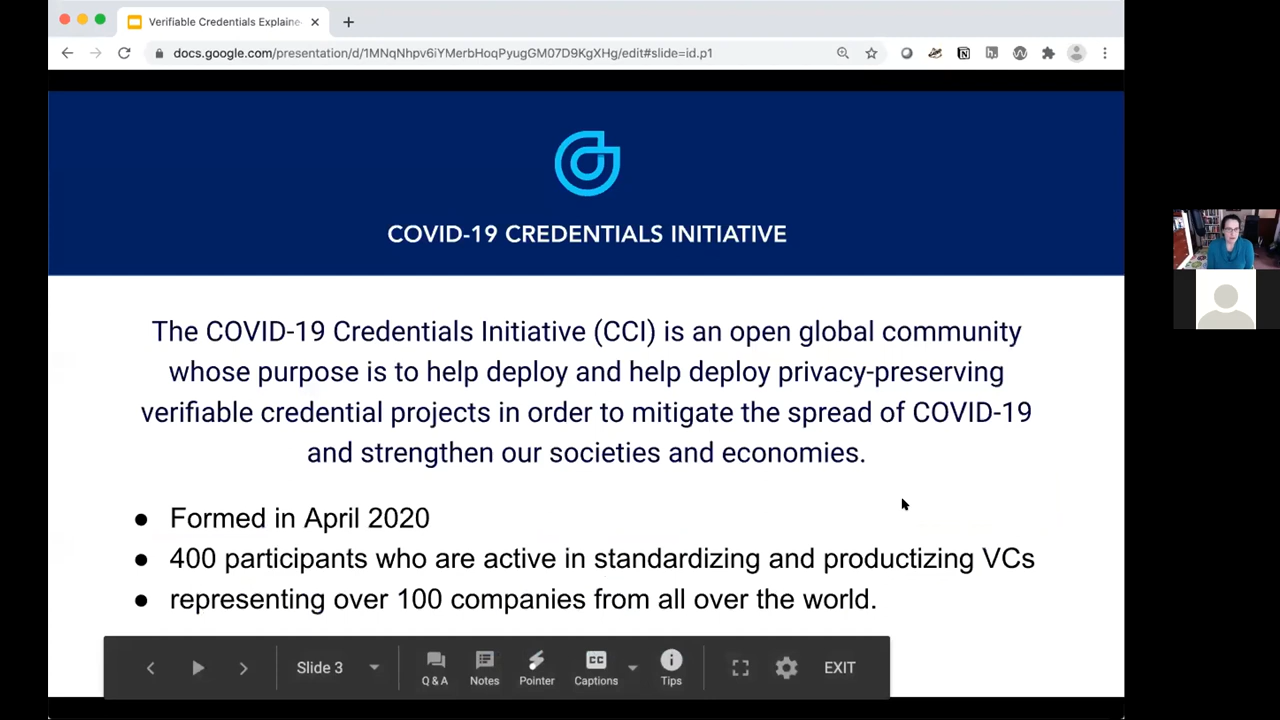 Verifiable Credentials Explaine
docs.google.com/presentation/d/1MNqNhpv6iYMerbHoqPyugGM07D9KgXHg/edit#slide=id.p1
COVID-19 CREDENTIALS INITIATIVE
The COVID-19 Credentials Initiative (CCI) is an open global community
whose purpose is to help deploy and help deploy privacy-preserving
verifiable credential projects in order to mitigate the spread of COVID-19
and strengthen our societies and economies.
● Formed in April 2020
● 400 participants who are active in standardizing and productizing VCs
● representing over 100 companies from all over the world.
Slide 3
Q & A
Notes
Pointer
CC
Captions
Tips
EXIT